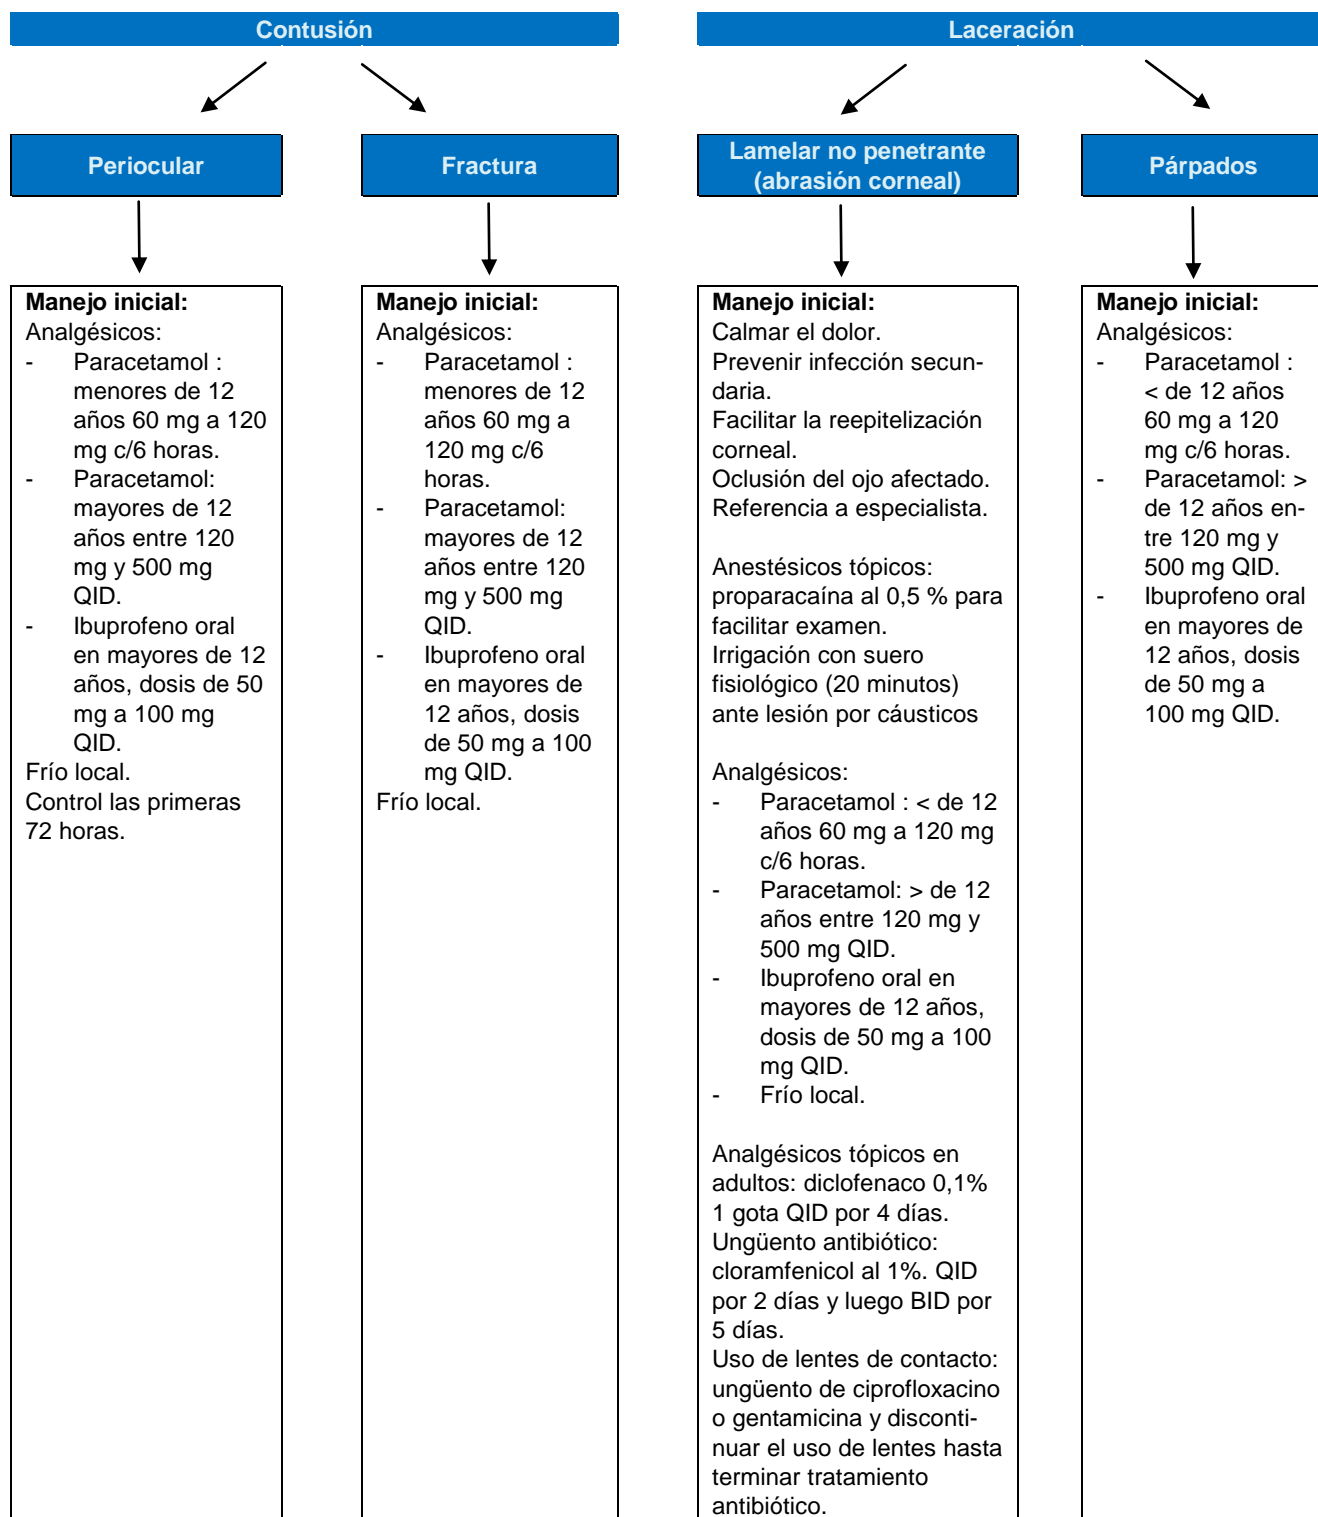 Contusión
Laceración
Periocular
Fractura
Lamelar no penetrante
(abrasión corneal)
Párpados
Manejo inicial:
Analgésicos:
- Paracetamol :
menores de 12
años 60 mg a 120
mg c/6 horas.
- Paracetamol:
mayores de 12
años entre 120
mg y 500 mg
QID.
- Ibuprofeno oral
en mayores de 12
años, dosis de 50
mg a 100 mg
QID.
Frío local.
Control las primeras
72 horas.
Manejo inicial:
Analgésicos:
- Paracetamol :
menores de 12
años 60 mg a
120 mg c/6
horas.
- Paracetamol:
mayores de 12
años entre 120
mg y 500 mg
QID.
- Ibuprofeno oral
en mayores de
12 años, dosis
de 50 mg a 100
mg QID.
Frío local.
Manejo inicial:
Calmar el dolor.
Prevenir infección secun-
daria.
Facilitar la reepitelización
corneal.
Oclusión del ojo afectado.
Referencia a especialista.
Anestésicos tópicos:
proparacaína al 0,5 % para
facilitar examen.
Irrigación con suero
fisiológico (20 minutos)
ante lesión por cáusticos
Analgésicos:
- Paracetamol : < de 12
años 60 mg a 120 mg
c/6 horas.
- Paracetamol: > de 12
años entre 120 mg y
500 mg QID.
- Ibuprofeno oral en
mayores de 12 años,
dosis de 50 mg a 100
mg QID.
- Frío local.
Analgésicos tópicos en
adultos: diclofenaco 0,1%
1 gota QID por 4 días.
Ungüento antibiótico:
cloramfenicol al 1%. QID
por 2 días y luego BID por
5 días.
Uso de lentes de contacto:
ungüento de ciprofloxacino
o gentamicina y disconti-
nuar el uso de lentes hasta
terminar tratamiento
antibiótico.
Manejo inicial:
Analgésicos:
- Paracetamol :
< de 12 años
60 mg a 120
mg c/6 horas.
- Paracetamol: >
de 12 años en-
tre 120 mg y
500 mg QID.
- Ibuprofeno oral
en mayores de
12 años, dosis
de 50 mg a
100 mg QID.